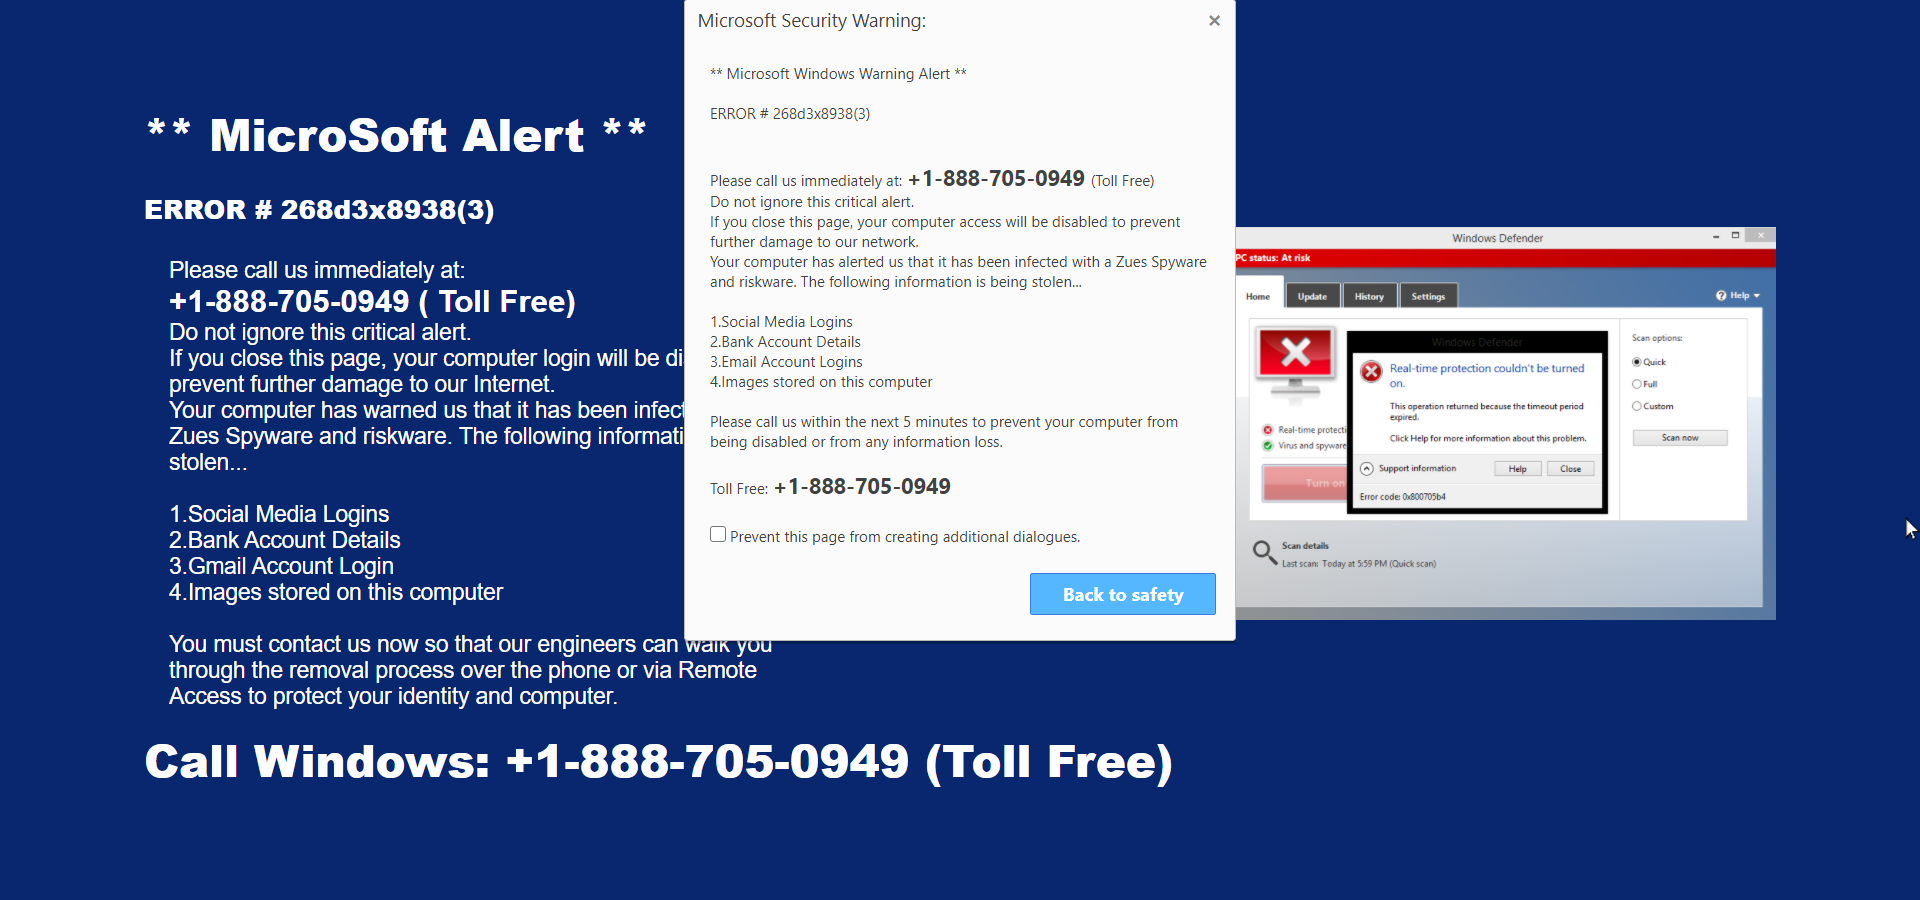 ** MicroSoft Alert **
ERROR # 268d3x8938(3)
Please call us immediately at:
+1-888-705-0949 ( Toll Free)
Do not ignore this critical alert.
If you close this page, your computer login will be
prevent further damage to our Internet.
Your computer has warned us that it has been
Zues Spyware and riskware. The following
stolen...
1.Social Media Logins
2.Bank Account Details
3.Gmail Account Login
4.Images stored on this computer
You must contact us now so that our engineers can walk you
through the removal process over the phone or via Remote
Access to protect your identity and computer.
Call Windows: +1-888-705-0949 (Toll Free)
Microsoft Security Warning:
×
** Microsoft Windows Warning Alert **
ERROR # 268d3x8938(3)
Please call us immediately at: +1-888-705-0949 (Toll Free)
Do not ignore this critical alert.
If you close this page, your computer access will be disabled to prevent
further damage to our network.
Your computer has alerted us that it has been infected with a Zues Spyware
and riskware. The following information is being stolen...
1.Social Media Logins
2.Bank Account Details
3.Email Account Logins
4.Images stored on this computer
Please call us within the next 5 minutes to prevent your computer from
being disabled or from any information loss.
Toll Free: +1-888-705-0949
Prevent this page from creating additional dialogues.
Back to safety
Windows Defender
PC status: At risk
Home Update History Settings
Help
Windows Defender
Real-time protection couldn't be turned
on.
This operation returned because the timeout period
expired.
Click Help for more information about this problem.
Support information
Help Close
Error code: 0x800705b4
Real-time
Virus and spyware
Turn on
Scan options:
Quick
Full
Custom
Scan now
Scan details
Last scan: Today at 5:59 PM (Quick scan)